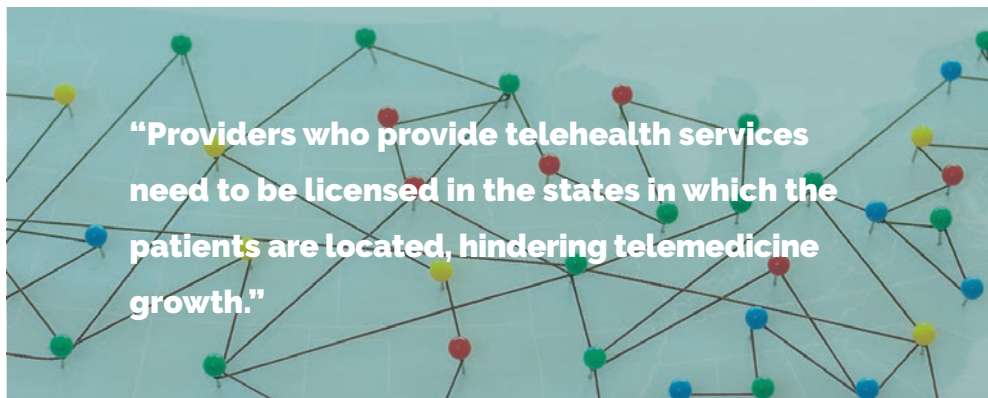 “Providers who provide telehealth services
need to be licensed in the states in which the
patients are located, hindering telemedicine
growth.”